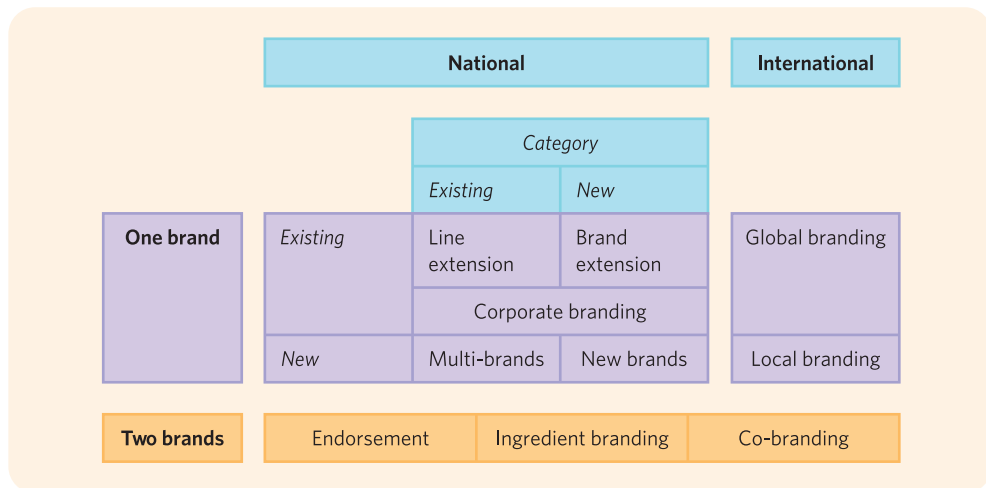 National
International
Category
Existing
New
One brand
Existing
Line
extension
Brand
extension
Global branding
Corporate branding
New
Multi-brands
New brands
Local branding
Two brands
Endorsement
Ingredient branding
Co-branding